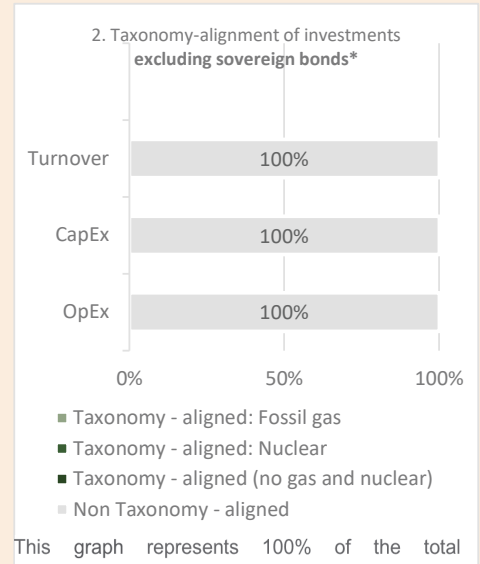 2. Taxonomy-alignment of investments
excluding sovereign bonds*
Turnover
100%
CapEx
100%
OpEx
100%
0%
50%
100%
Taxonomy - aligned: Fossil gas
Taxonomy - aligned: Nuclear
Taxonomy - aligned (no gas and nuclear)
Non Taxonomy - aligned
This graph represents 100% of the total